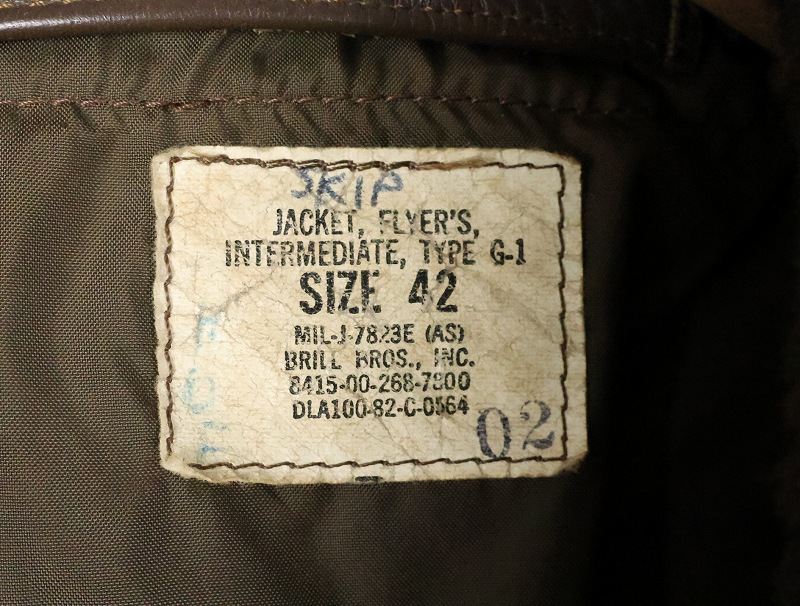 SKIP
JACKET, FLYER'S,
INTERMEDIATE, TYPE G-1
SIZE 42
MIL-J-7823E (AS)
BRILL BROS., INC.
8415-00-268-7800
DLA100-82-C-0564
02